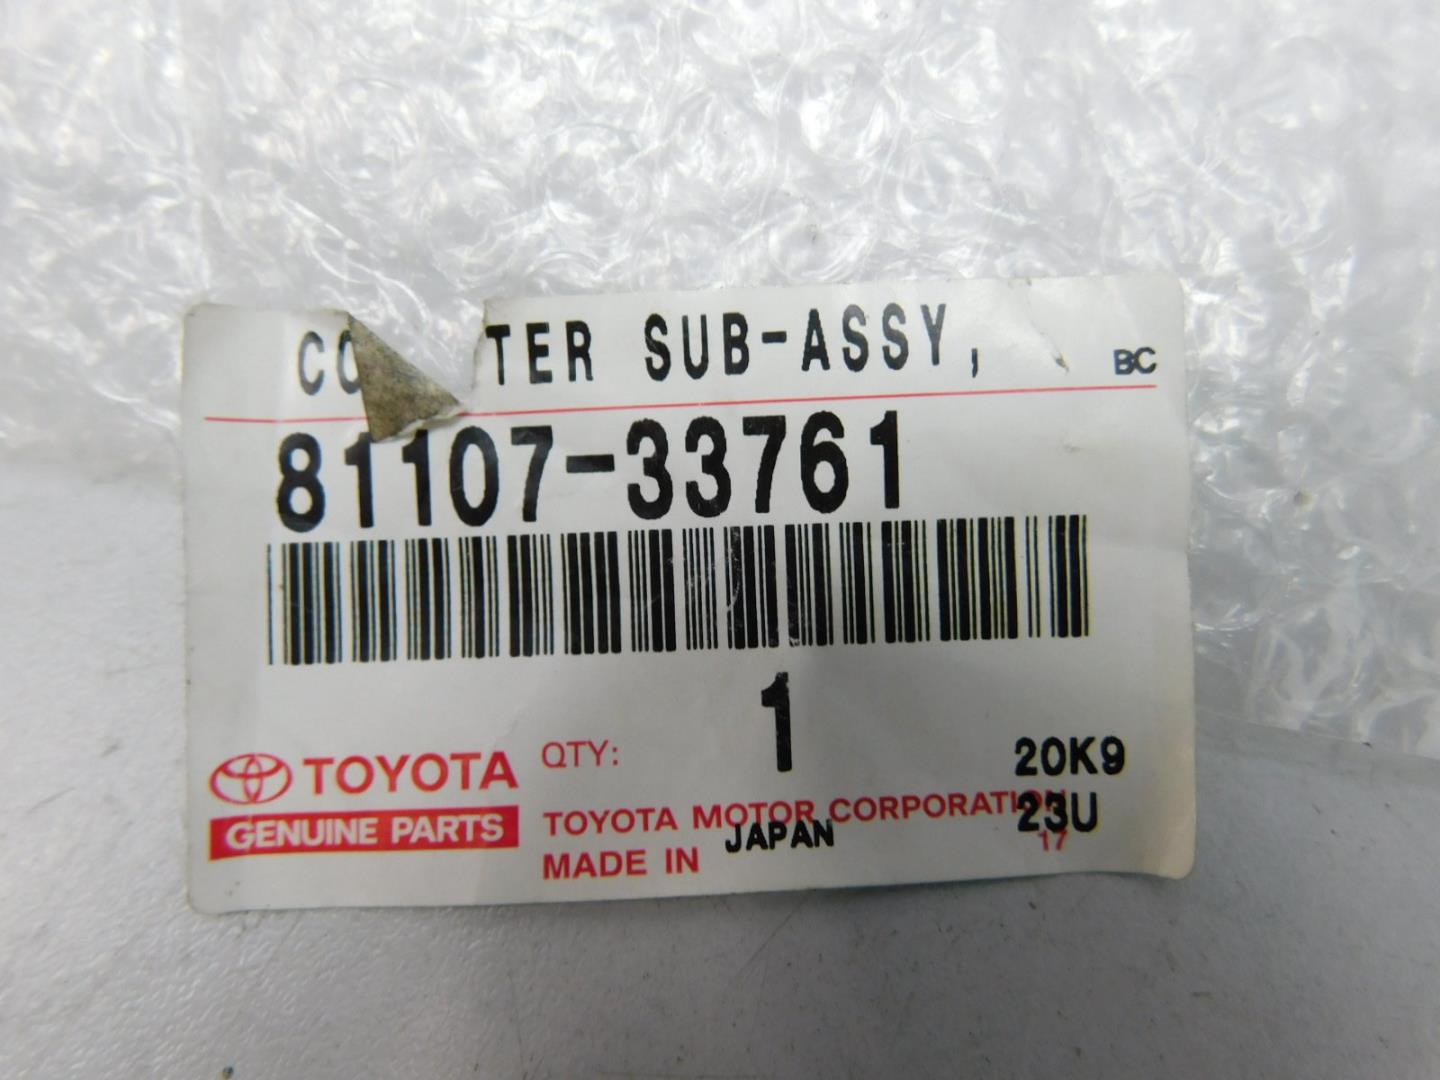 CO TER SUB-ASSY,
BC
81107-33761
1
TOYOTA
QTY:
20K9
GENUINE PARTS
TOYOTA MOTOR CORPORATION
23U
MADE IN JAPAN
17